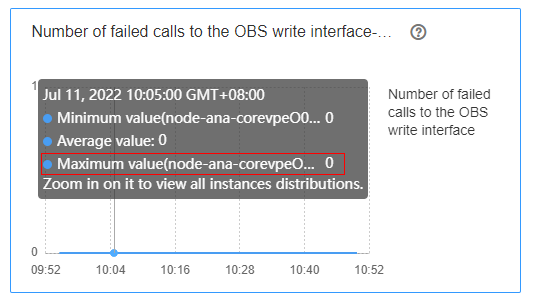 Number of failed calls to the OBS write interface-...
1
Jul 11, 2022 10:05:00 GMT+08:00
Minimum value(node-ana-corevpeO0... 0
Average value: 0
Maximum value(node-ana-corevpeO... 0
Zoom in on it to view all instances distributions.
Number of failed
calls to the OBS
write interface
0
09:52 10:04 10:16 10:28 10:40 10:52